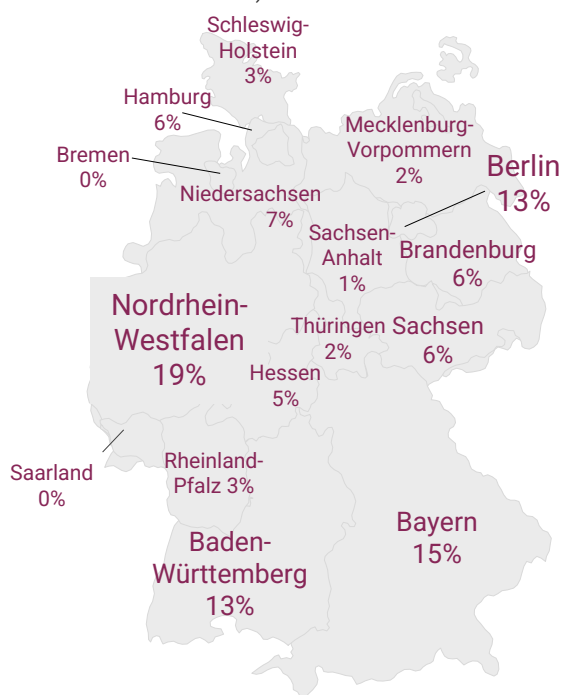 Schleswig-
Holstein
3%
Hamburg
6%
Mecklenburg-
Vorpommern
2%
Bremen
0%
Berlin
13%
Niedersachsen
7%
Sachsen-
Anhalt
1%
Brandenburg
6%
Nordrhein-
Westfalen
19%
Thüringen
2%
Sachsen
6%
Hessen
5%
Saarland
0%
Rheinland-
Pfalz 3%
Bayern
15%
Baden-
Württemberg
13%